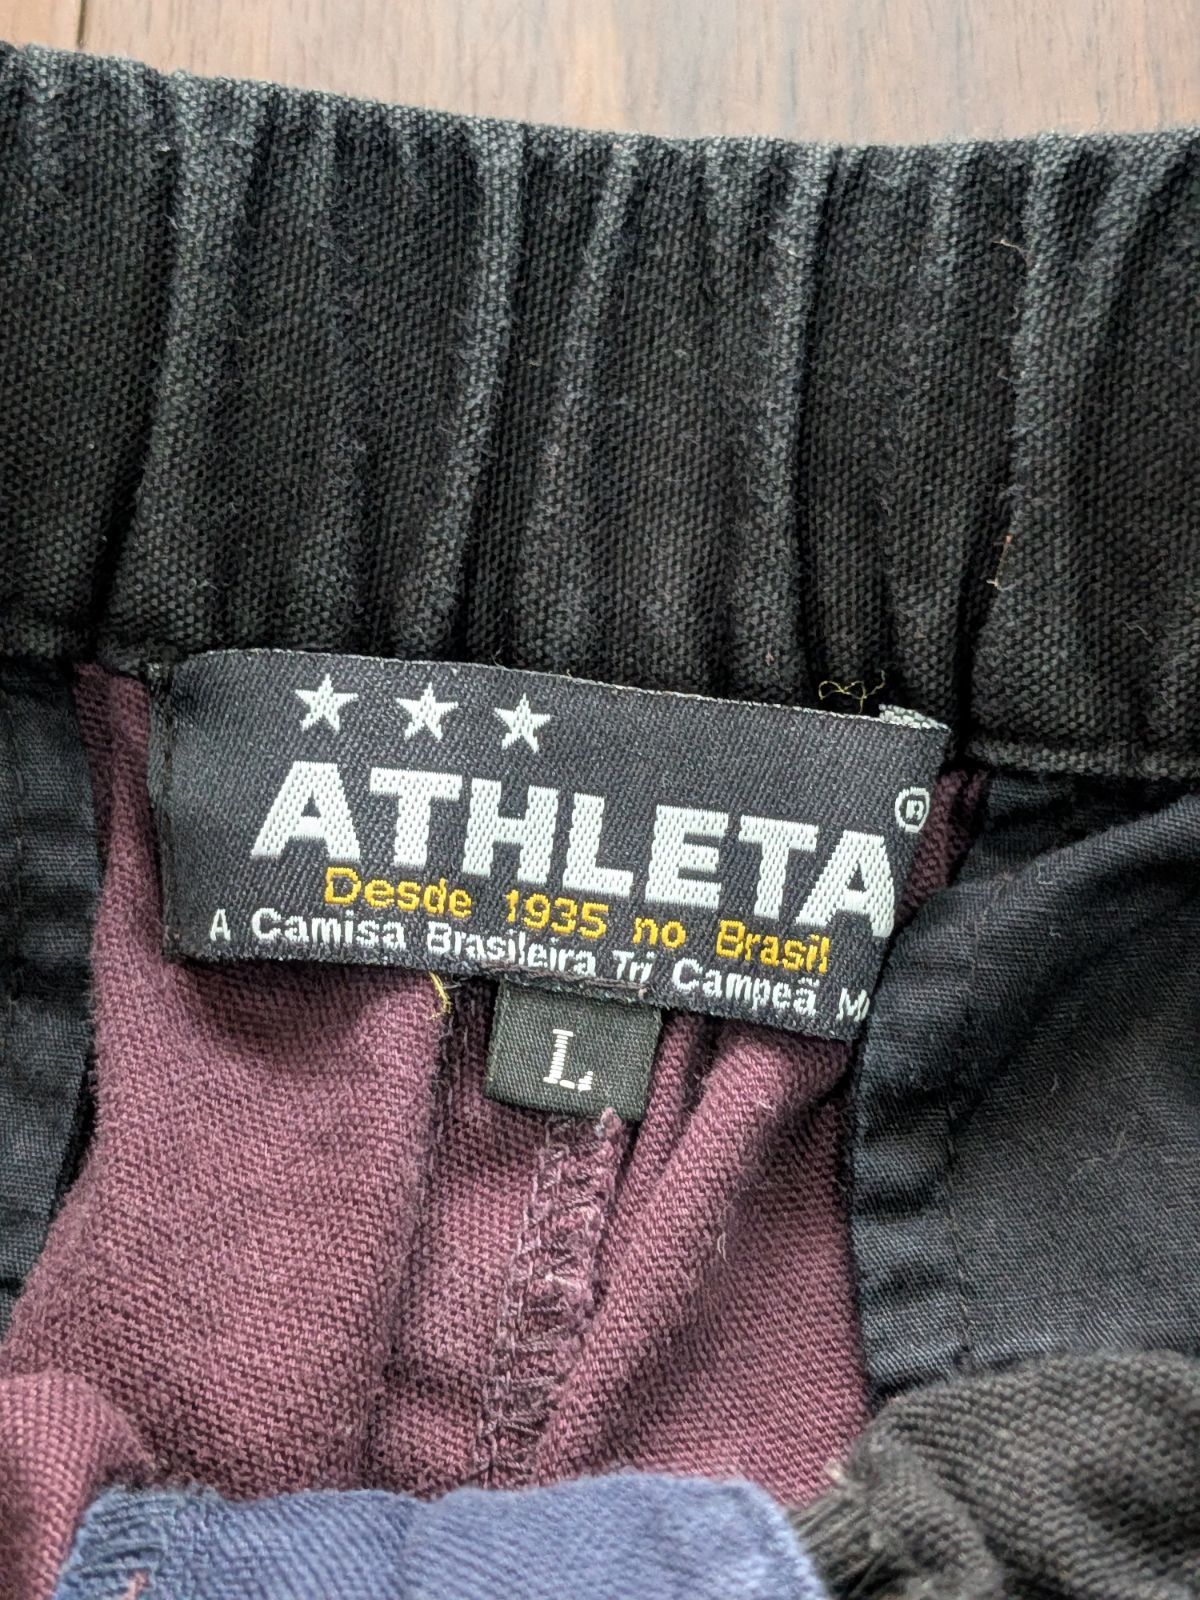 ATHLETA®
Desde 1935 no Brasil
A Camisa Brasileira Tri Campeã
L